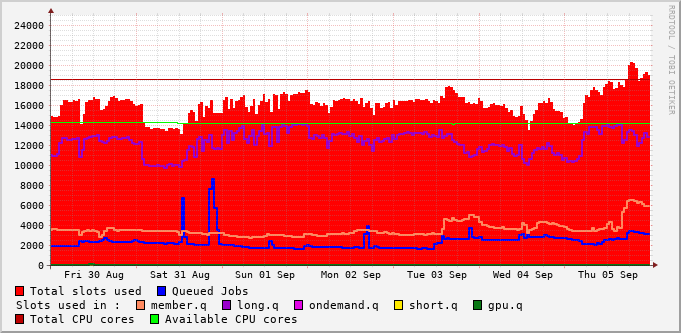 24000
22000
20000
18000
16000
14000
12000
10000
8000
6000
4000
2000
0
Fri 30 Aug Sat 31 Aug Sun 01 Sep Mon 02 Sep Tue 03 Sep Wed 04 Sep Thu 05 Sep
Total slots used Queued Jobs
Slots used in : member.q long.q ondemand.q short.q gpu.q
Total CPU cores Available CPU cores
RRDTOOL / TOBI OETIKER